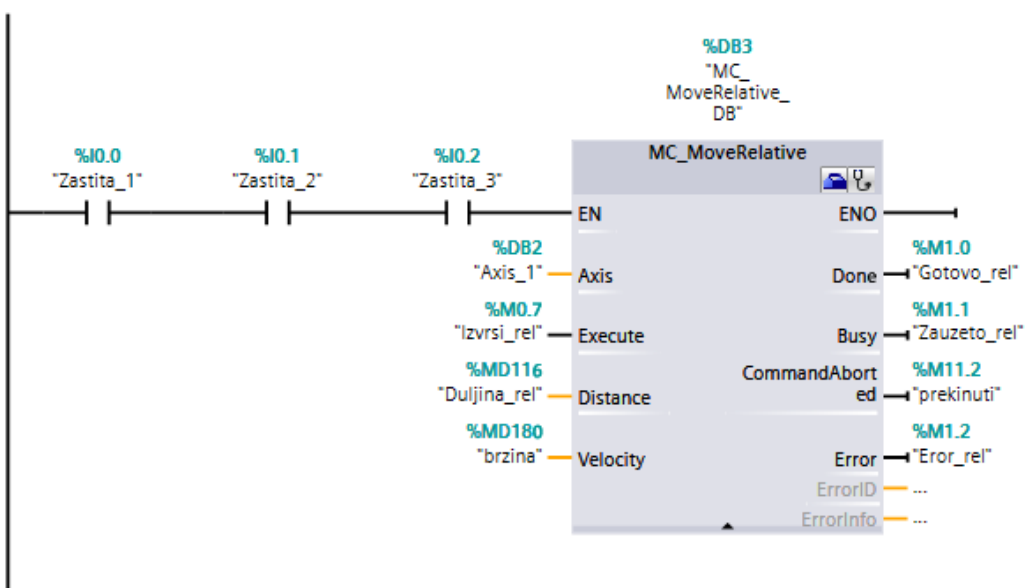 %DB3
"MC_
MoveRelative_
DB"
%I0.0
"Zastita_1"
%I0.1
"Zastita_2"
%I0.2
"Zastita_3"
MC_MoveRelative
EN
ENO
%DB2
"Axis_1"
Axis
Done
%M1.0
"Gotovo_rel"
%M0.7
"Izvrsi_rel"
Execute
Busy
%M1.1
"Zauzeto_rel"
%MD116
"Duljina_rel"
Distance
CommandAbort
ed
%M11.2
"prekinuti"
%MD180
"brzina"
Velocity
Error
%M1.2
"Eror_rel"
ErrorID
...
ErrorInfo
...